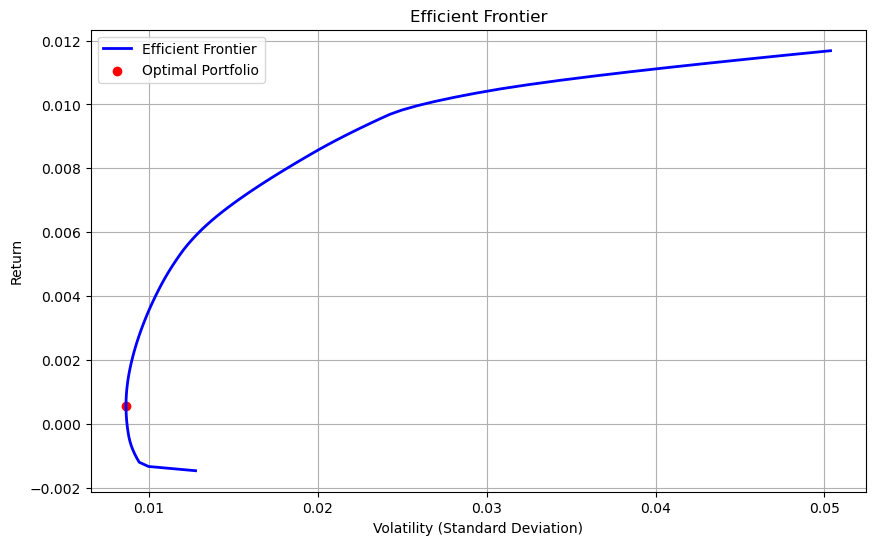 Efficient Frontier
Efficient Frontier
Optimal Portfolio
Return
0.012
0.010
0.008
0.006
0.004
0.002
0.000
−0.002
0.01
0.02
0.03
0.04
0.05
Volatility (Standard Deviation)